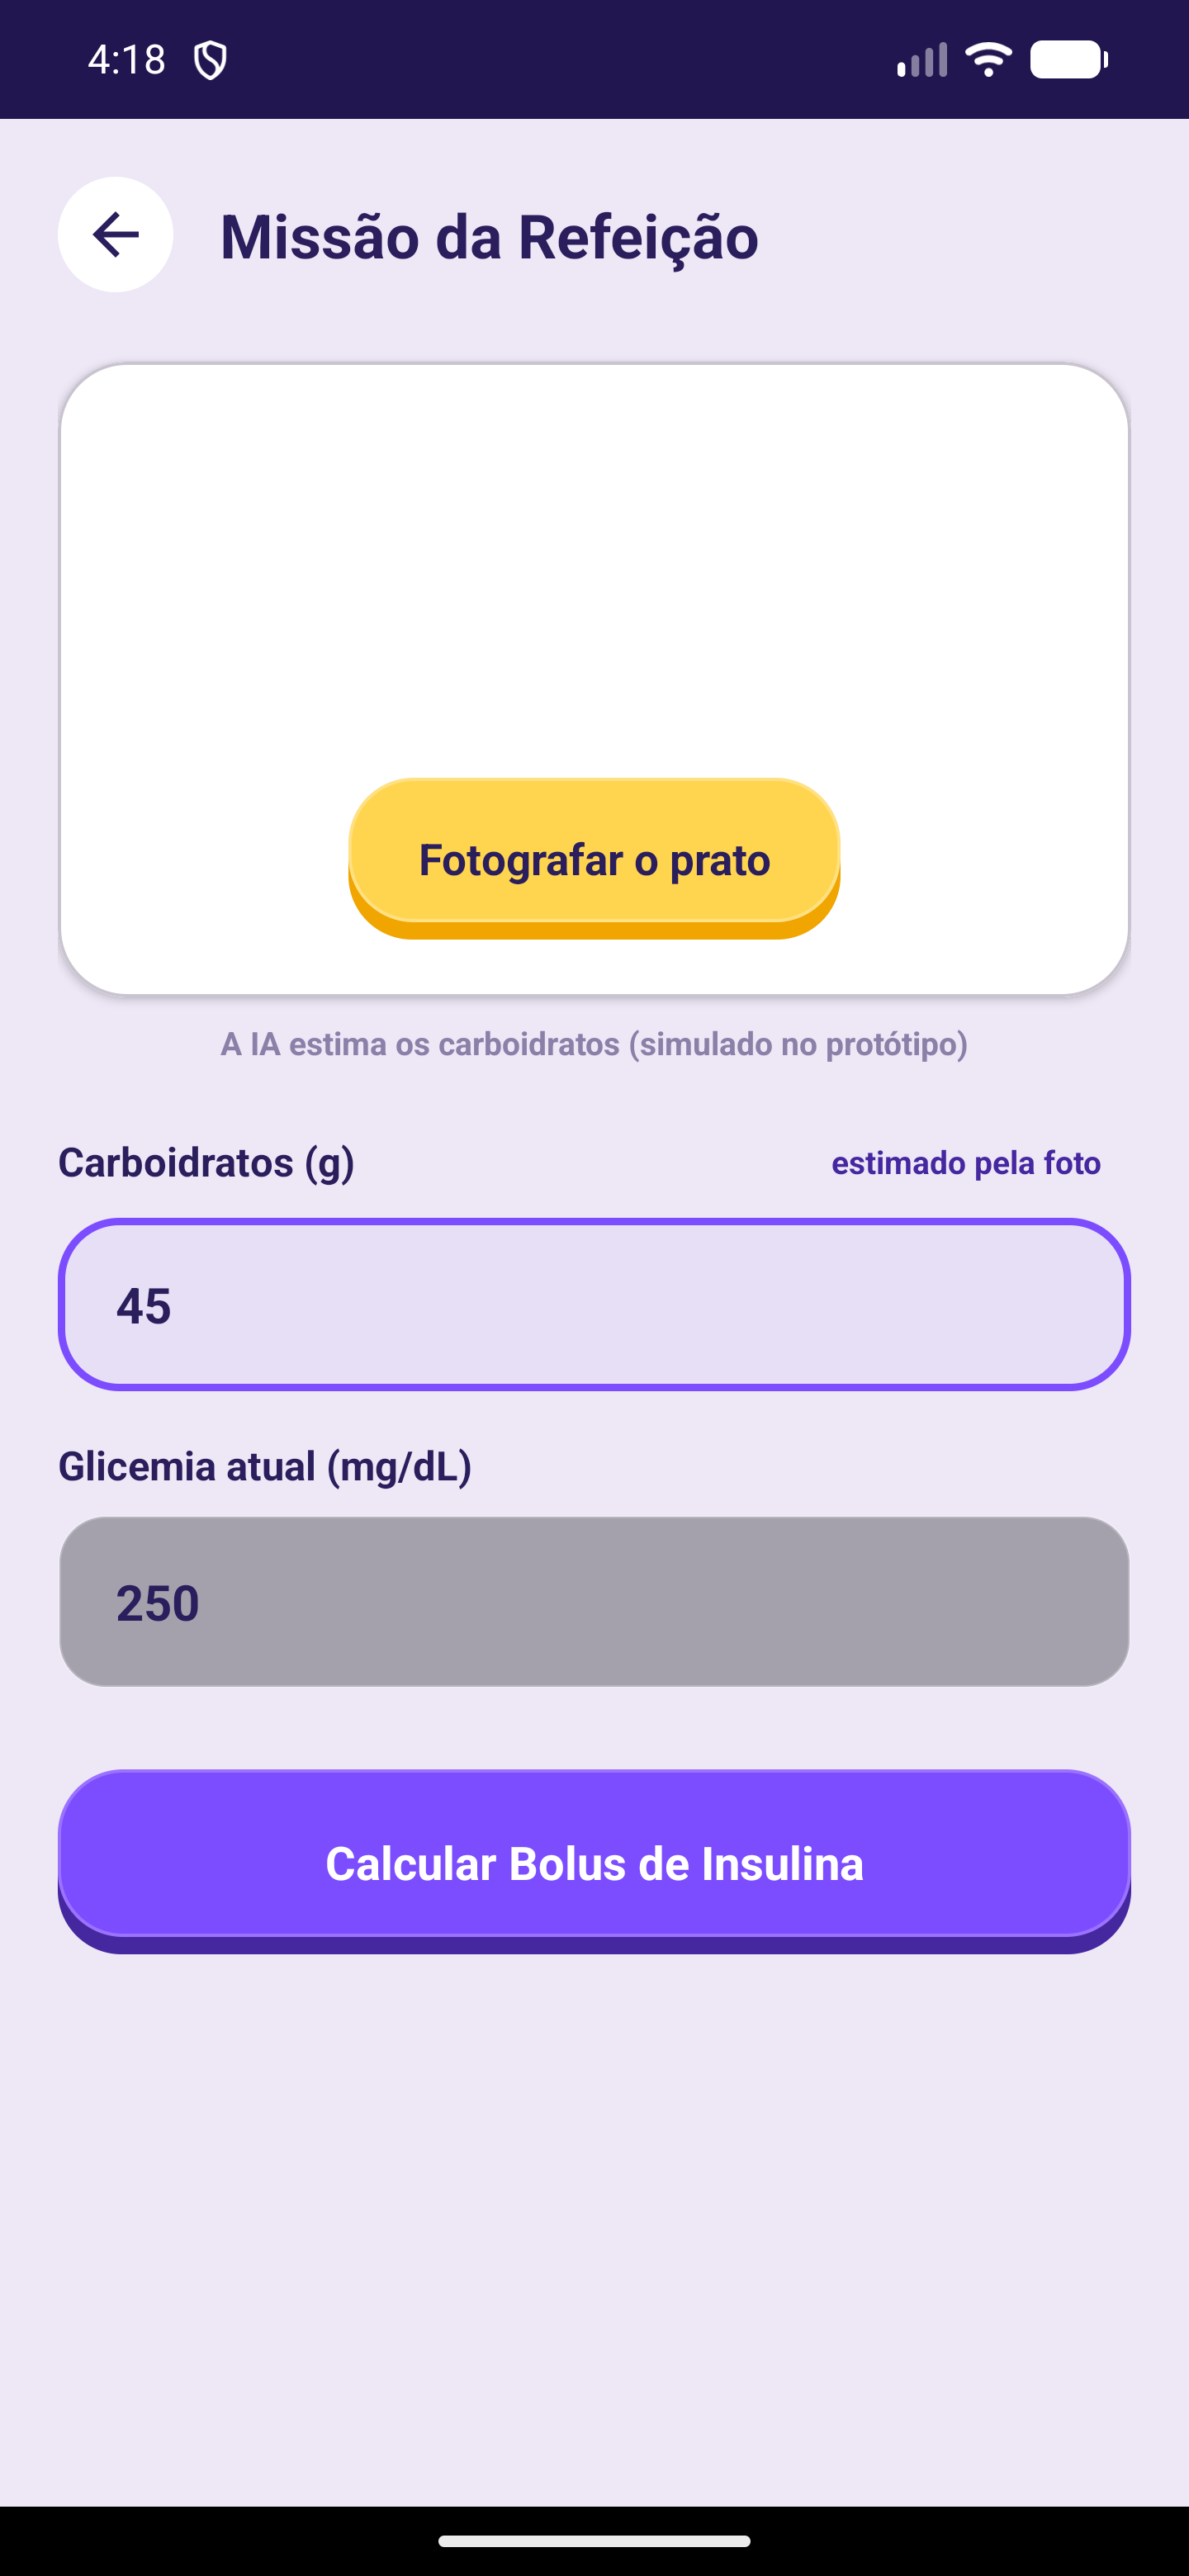 4:18
Missão da Refeição
Fotografar o prato
A IA estima os carboidratos (simulado no protótipo)
Carboidratos (g)
estimado pela foto
45
Glicemia atual (mg/dL)
250
Calcular Bolus de Insulina